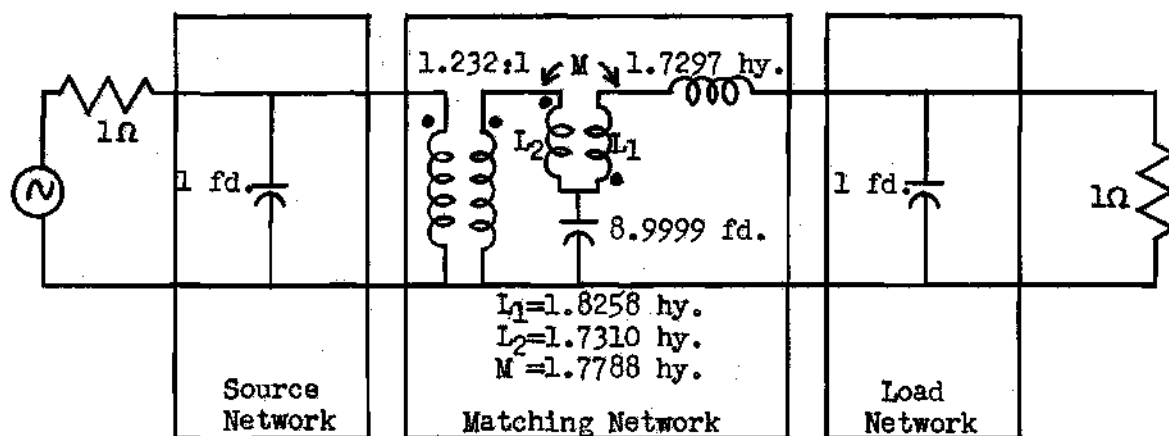 1.232:1 M 1.7297 hy.
1Ω
L2 L1
1 fd.
1 fd.
1Ω
8.9999 fd.
L1=1.8258 hy.
L2=1.7310 hy.
M =1.7788 hy.
Source
Network
Matching Network
Load
Network